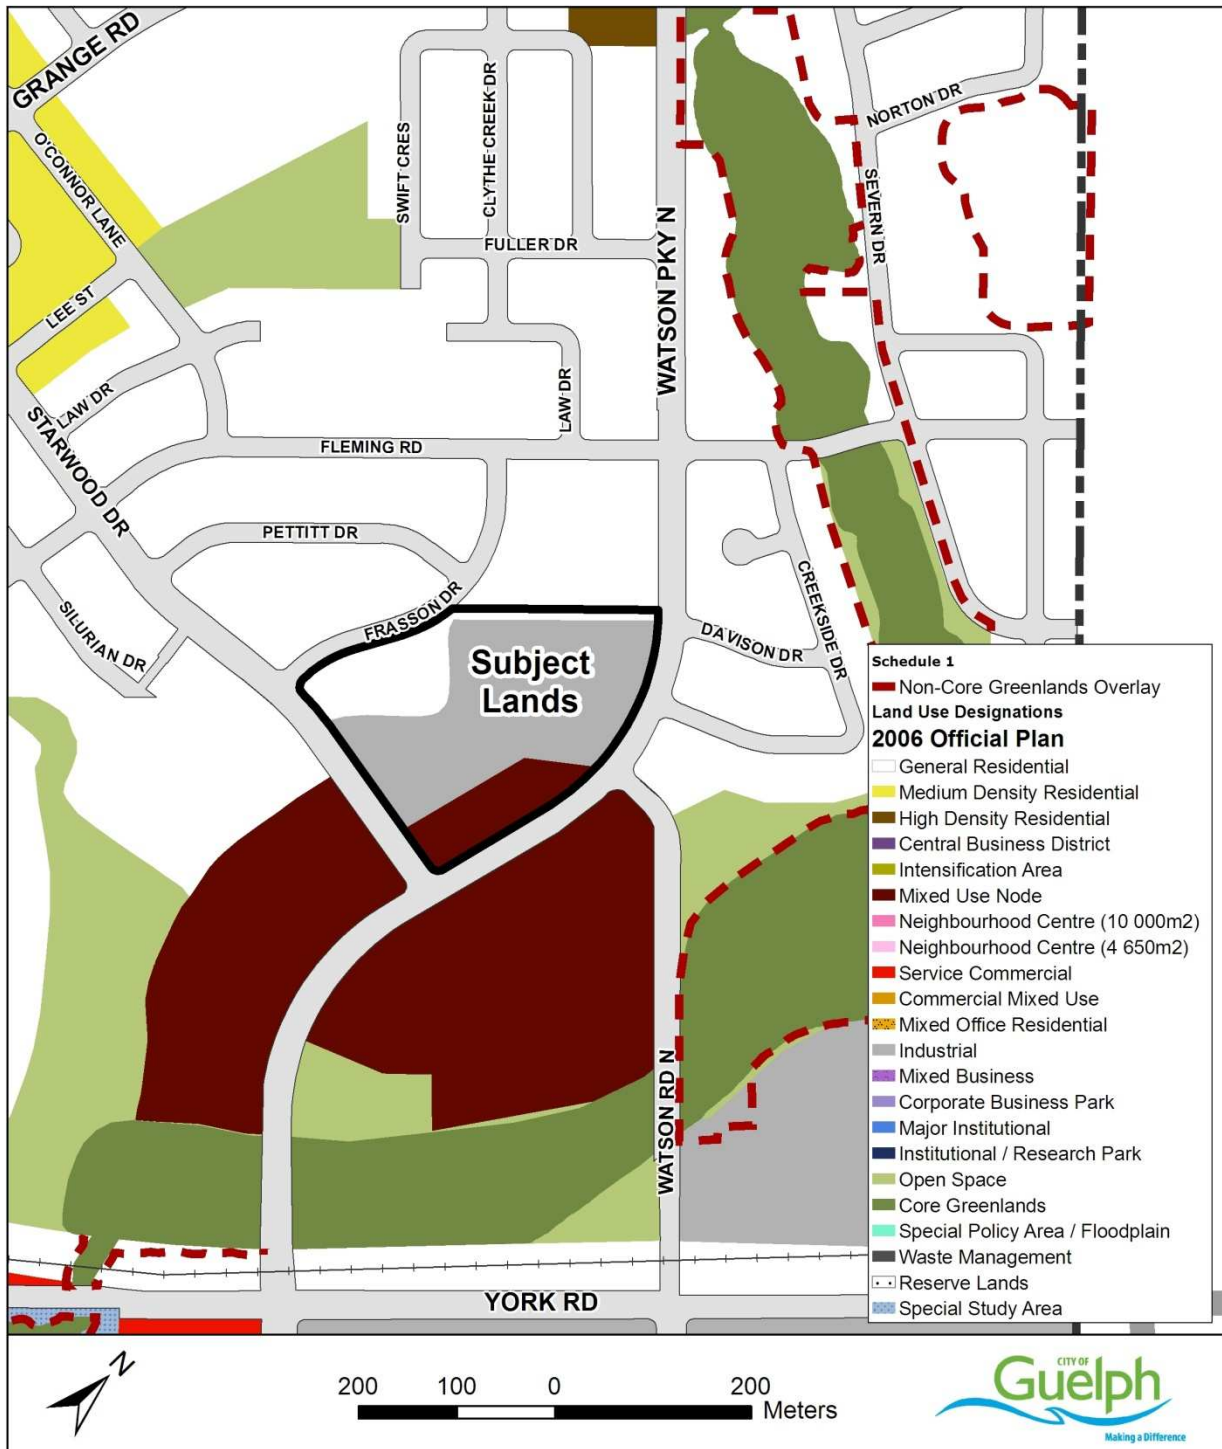 GRANGE RD
O'CONNOR LANE
SWIFT CRES
CLYTHE CREEK DR
NORTON DR
SEVERN DR
FULLER DR
WATSON PKY N
LEE ST
LAW DR
LAW DR
STARWOOD DR
FLEMING RD
PETTITT DR
SILURIAN DR
FRASSON DR
CREEKSIDE DR
DAVISON DR
Subject
Lands
WATSON RD N
YORK RD
Schedule 1
Non-Core Greenlands Overlay
Land Use Designations
2006 Official Plan
General Residential
Medium Density Residential
High Density Residential
Central Business District
Intensification Area
Mixed Use Node
Neighbourhood Centre (10 000m2)
Neighbourhood Centre (4 650m2)
Service Commercial
Commercial Mixed Use
Mixed Office Residential
Industrial
Mixed Business
Corporate Business Park
Major Institutional
Institutional / Research Park
Open Space
Core Greenlands
Special Policy Area / Floodplain
Waste Management
Reserve Lands
Special Study Area
N
200 100 0 200
Meters
CITY OF
Guelph
Making a Difference